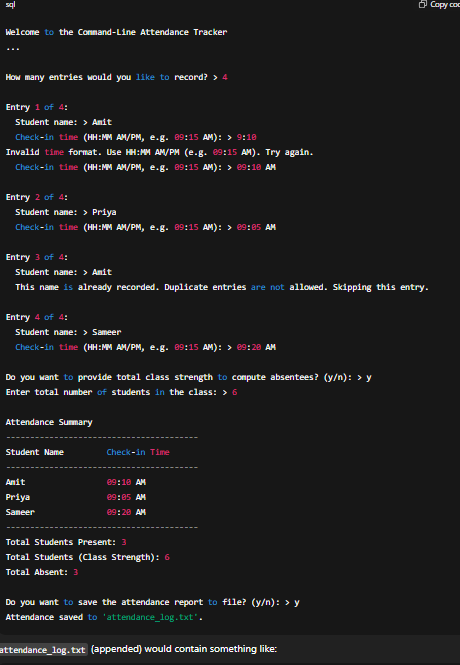 sql
Copy co
Welcome to the Command-Line Attendance Tracker
...
How many entries would you like to record? > 4
Entry 1 of 4:
Student name: > Amit
Check-in time (HH:MM AM/PM, e.g. 09:15 AM): > 9:10
Invalid time format. Use HH:MM AM/PM (e.g. 09:15 AM). Try again.
Check-in time (HH:MM AM/PM, e.g. 09:15 AM): > 09:10 AM
Entry 2 of 4:
Student name: > Priya
Check-in time (HH:MM AM/PM, e.g. 09:15 AM): > 09:05 AM
Entry 3 of 4:
Student name: > Amit
This name is already recorded. Duplicate entries are not allowed. Skipping this entry.
Entry 4 of 4:
Student name: > Sameer
Check-in time (HH:MM AM/PM, e.g. 09:15 AM): > 09:20 AM
Do you want to provide total class strength to compute absentees? (y/n): > y
Enter total number of students in the class: > 6
Attendance Summary
----------------------------------------
Student Name Check-in Time
----------------------------------------
Amit 09:10 AM
Priya 09:05 AM
Sameer 09:20 AM
----------------------------------------
Total Students Present: 3
Total Students (Class Strength): 6
Total Absent: 3
Do you want to save the attendance report to file? (y/n): > y
Attendance saved to 'attendance_log.txt'.
attendance_log.txt (appended) would contain something like: